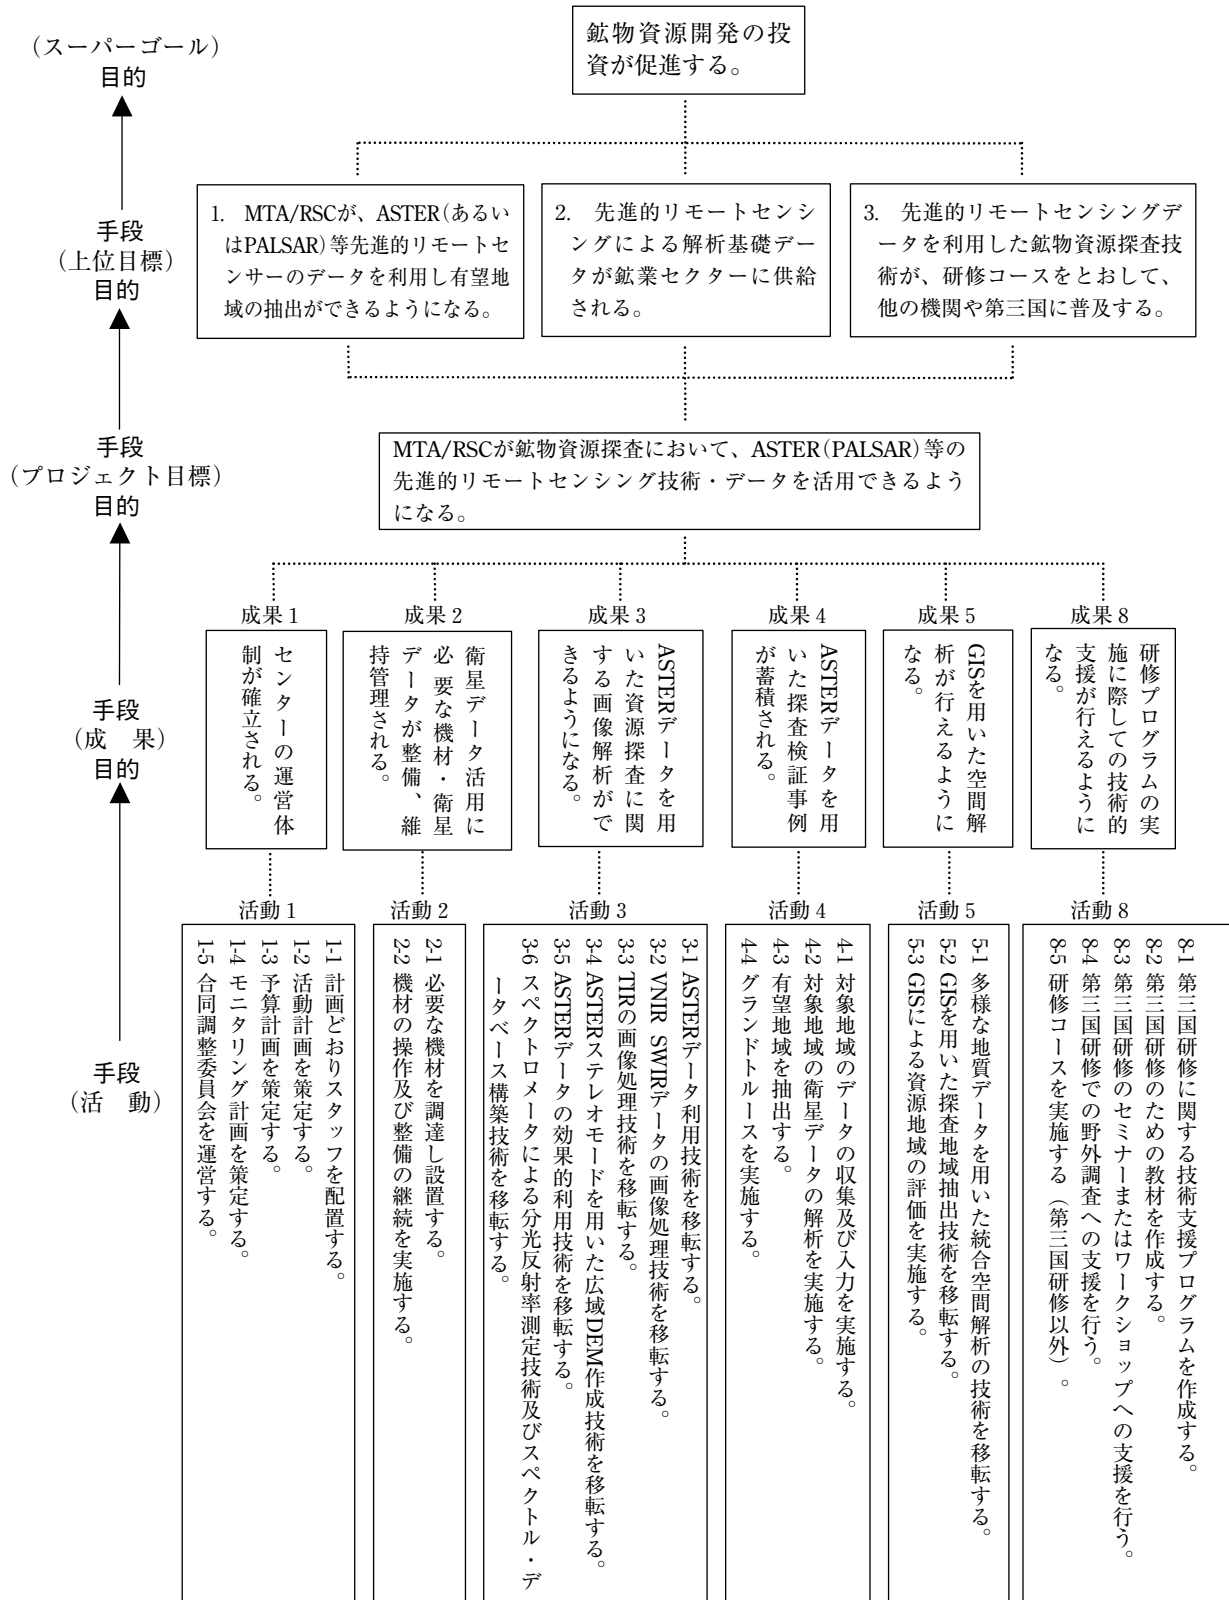 （スーパーゴール）
目的
鉱物資源開発の投
資が促進する。
手段
（上位目標）
目的
1. MTA/RSCが、ASTER（あるい
はPALSAR）等先進的リモートセ
ンサーのデータを利用し有望地
域の抽出ができるようになる。
2. 先進的リモートセンシ
ングによる解析基礎デー
タが鉱業セクターに供給
される。
3. 先進的リモートセンシングデ
ータを利用した鉱物資源探査技
術が、研修コースをとおして、
他の機関や第三国に普及する。
手段
（プロジェクト目標）
目的
MTA/RSCが鉱物資源探査において、ASTER（PALSAR）等の
先進的リモートセンシング技術・データを活用できるよう
になる。
手段
（成　果）
目的
成果 1
センターの運営体
制が確立される。
成果 2
衛星データ活用に
必要な機材・衛星
データが整備、維
持管理される。
成果 3
ASTERデータを用
いた資源探査に関
する画像解析がで
きるようになる。
成果 4
ASTERデータを用
いた探査検証事例
が蓄積される。
成果 5
GISを用いた空間解
析が行えるように
なる。
成果 8
研修プログラムの実
施に際しての技術的
支援が行えるように
なる。
手段
（活　動）
活動 1
1-1 計画どおりスタッフを配置する。
1-2 活動計画を策定する。
1-3 予算計画を策定する。
1-4 モニタリング計画を策定する。
1-5 合同調整委員会を運営する。
活動 2
2-1 必要な機材を調達し設置する。
2-2 機材の操作及び整備の継続を実施する。
活動 3
3-1 ASTERデータ利用技術を移転する。
3-2 VNIR SWIRデータの画像処理技術を移転する。
3-3 TIRの画像処理技術を移転する。
3-4 ASTERステレオモードを用いた広域DEM作成技術を移転する。
3-5 ASTERデータの効果的利用技術を移転する。
3-6 スペクトロメータによる分光反射率測定技術及びスペクトル・デ
ータベース構築技術を移転する。
活動 4
4-1 対象地域のデータの収集及び入力を実施する。
4-2 対象地域の衛星データの解析を実施する。
4-3 有望地域を抽出する。
4-4 グランドトルースを実施する。
活動 5
5-1 多様な地質データを用いた統合空間解析の技術を移転する。
5-2 GISを用いた探査地域抽出技術を移転する。
5-3 GISによる資源地域の評価を実施する。
活動 8
8-1 第三国研修に関する技術支援プログラムを作成する。
8-2 第三国研修のための教材を作成する。
8-3 第三国研修のセミナーまたはワークショップへの支援を行う。
8-4 第三国研修での野外調査への支援を行う。
8-5 研修コースを実施する（第三国研修以外）。